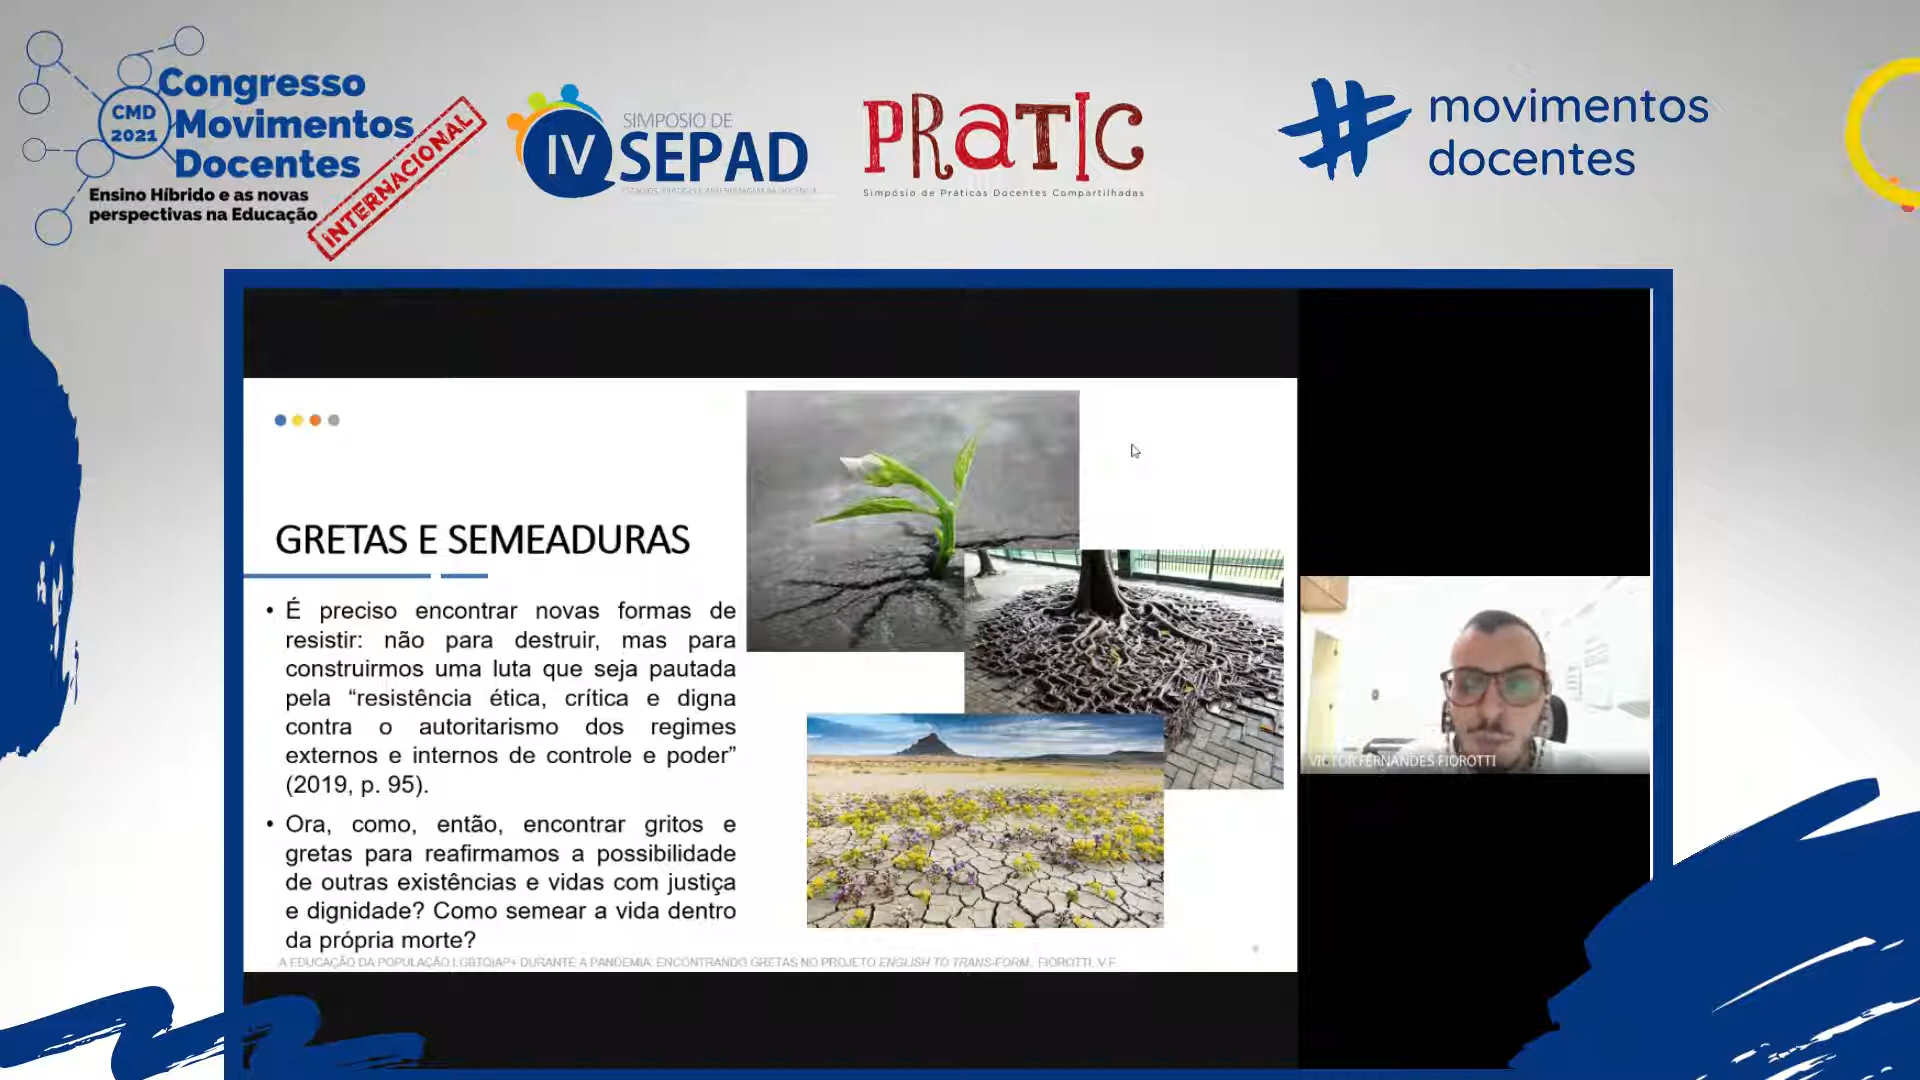 CMD
2021
Congresso
Movimentos
Docentes
Ensino Híbrido e as novas
perspectivas na Educação
INTERNACIONAL
IV
SIMPÓSIO DE
SEPAD
PRATIC
Simpósio de Práticas Docentes Compartilhadas
# movimentos
docentes
GRETAS E SEMEADURAS
• É preciso encontrar novas formas de
resistir: não para destruir, mas para
construirmos uma luta que seja pautada
pela “resistência ética, crítica e digna
contra o autoritarismo dos regimes
externos e internos de controle e poder”
(2019, p. 95).
• Ora, como, então, encontrar gritos e
gretas para reafirmamos a possibilidade
de outras existências e vidas com justiça
e dignidade? Como semear a vida dentro
da própria morte?
A EDUCAÇÃO DA POPULAÇÃO LGBTQIAP+ DURANTE A PANDEMIA: ENCONTRANDO GRETAS NO PROJETO ENGLISH TO TRANS-FORM. FIOROTTI, V.F.
VICTOR FERNANDES FIOROTTI